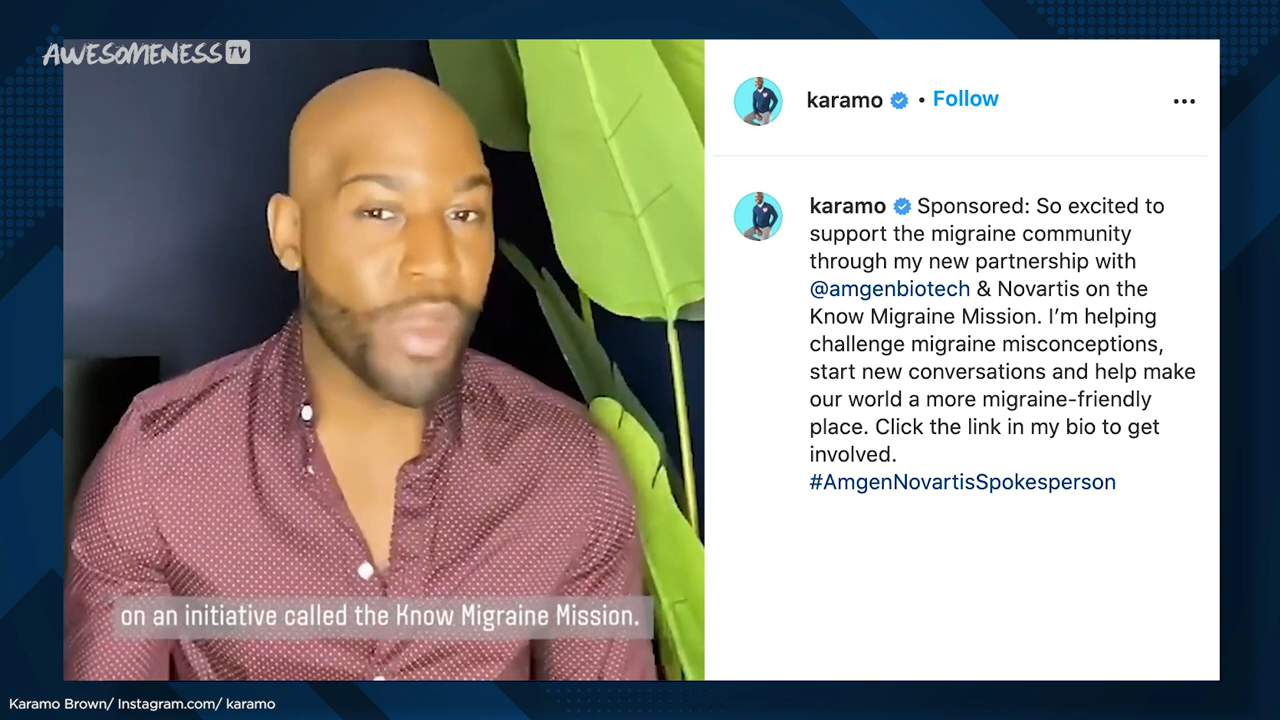 AWESOMENESS TV
karamo • Follow
karamo Sponsored: So excited to
support the migraine community
through my new partnership with
@amgenbiotech & Novartis on the
Know Migraine Mission. I’m helping
challenge migraine misconceptions,
start new conversations and help make
our world a more migraine-friendly
place. Click the link in my bio to get
involved.
#AmgenNovartisSpokesperson
on an initiative called the Know Migraine Mission.
Karamo Brown/ Instagram.com/ karamo